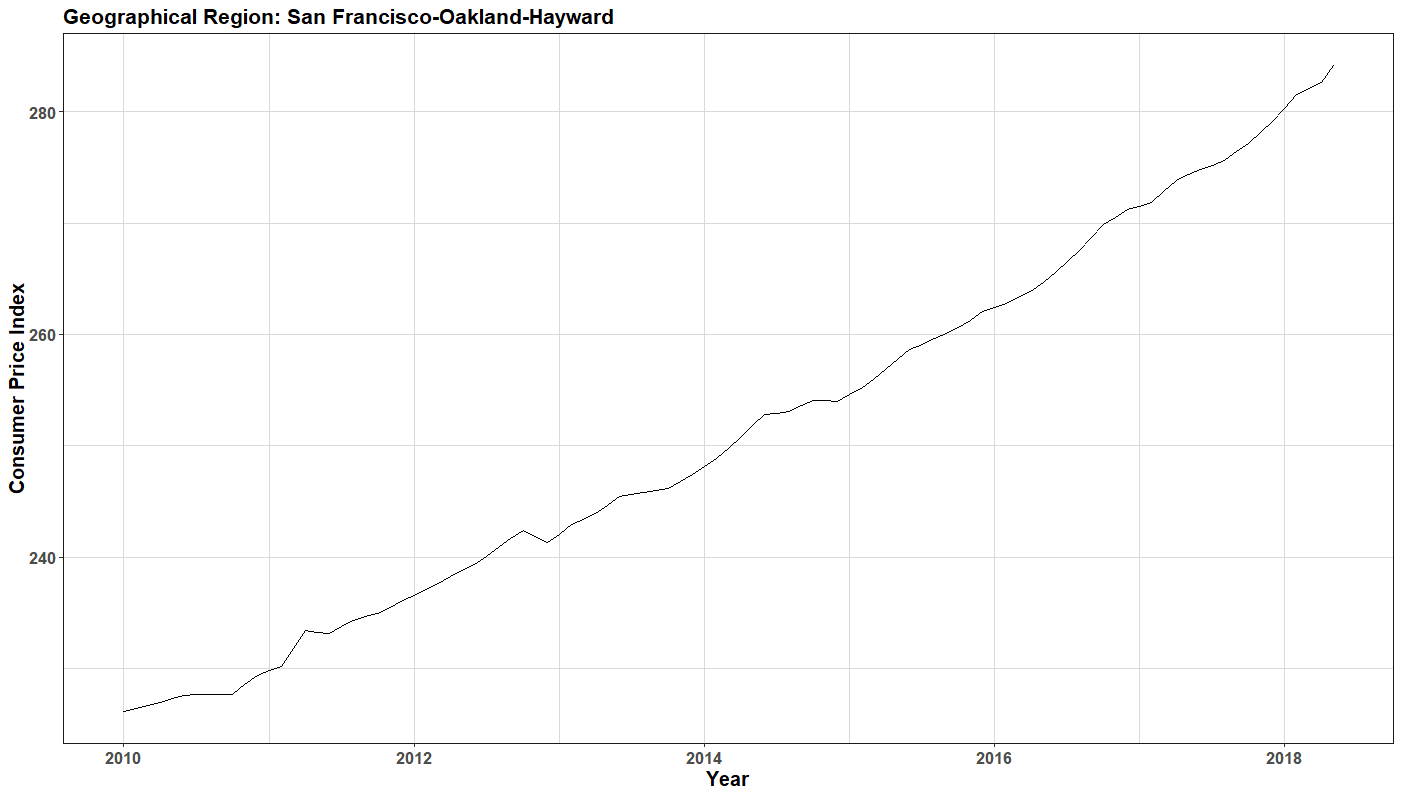 Geographical Region: San Francisco-Oakland-Hayward
Consumer Price Index
280
260
240
2010 2012 2014 2016 2018
Year